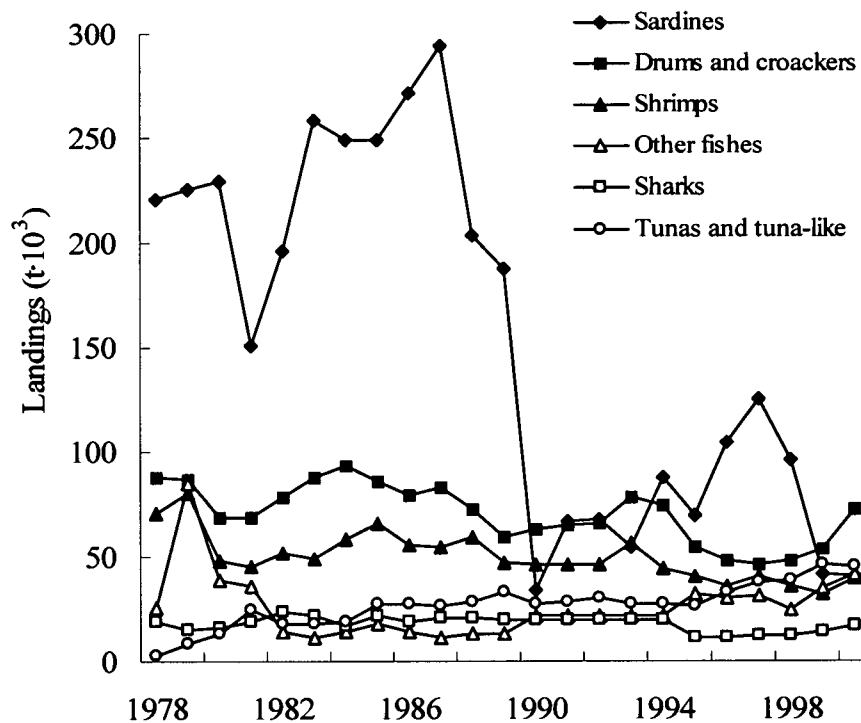 300
250
200
150
100
50
0
Landings (t·10³)
Sardines
Drums and croackers
Shrimps
Other fishes
Sharks
Tunas and tuna-like
1978 1982 1986 1990 1994 1998